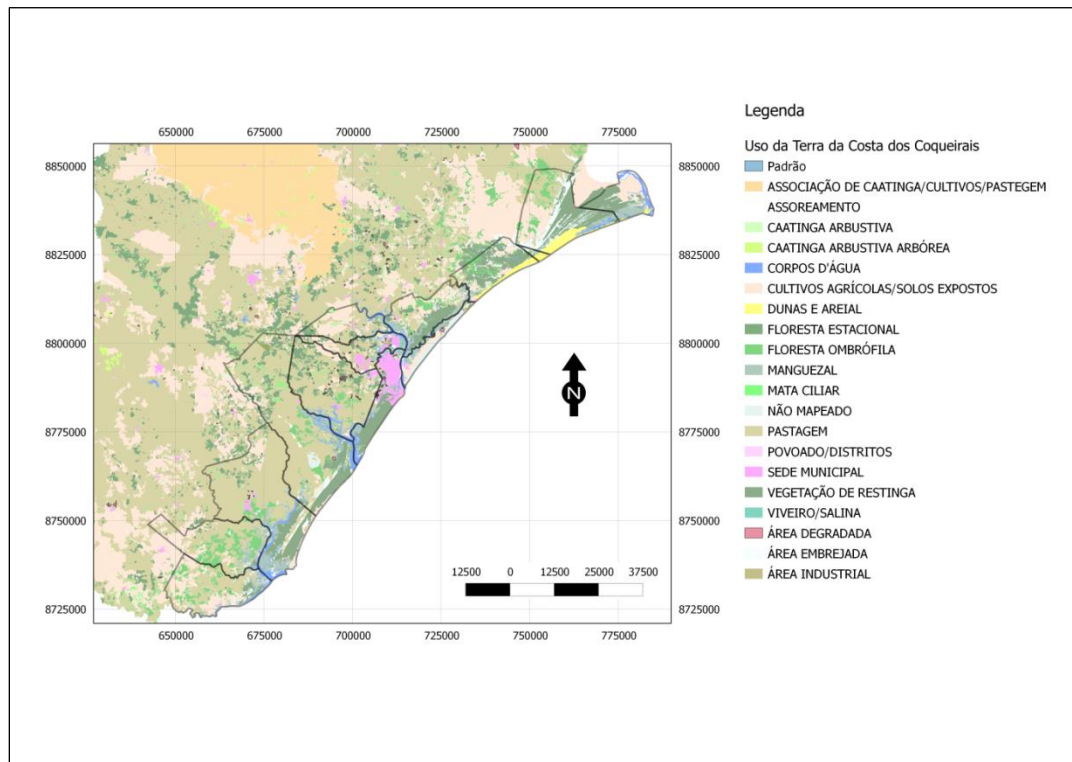 650000 675000 700000 725000 750000 775000
8850000 8850000
8825000 8825000
8800000 8800000
8775000 8775000
8750000 8750000
8725000 8725000
650000 675000 700000 725000 750000 775000
N
12500 0 12500 25000 37500
Legenda
Uso da Terra da Costa dos Coqueirais
Padrão
ASSOCIAÇÃO DE CAATINGA/CULTIVOS/PASTEGEM
ASSOREAMENTO
CAATINGA ARBUSTIVA
CAATINGA ARBUSTIVA ARBÓREA
CORPOS D'ÁGUA
CULTIVOS AGRÍCOLAS/SOLOS EXPOSTOS
DUNAS E AREIAL
FLORESTA ESTACIONAL
FLORESTA OMBRÓFILA
MANGUEZAL
MATA CILIAR
NÃO MAPEADO
PASTAGEM
POVOADO/DISTRITOS
SEDE MUNICIPAL
VEGETAÇÃO DE RESTINGA
VIVEIRO/SALINA
ÁREA DEGRADADA
ÁREA EMBREJADA
ÁREA INDUSTRIAL